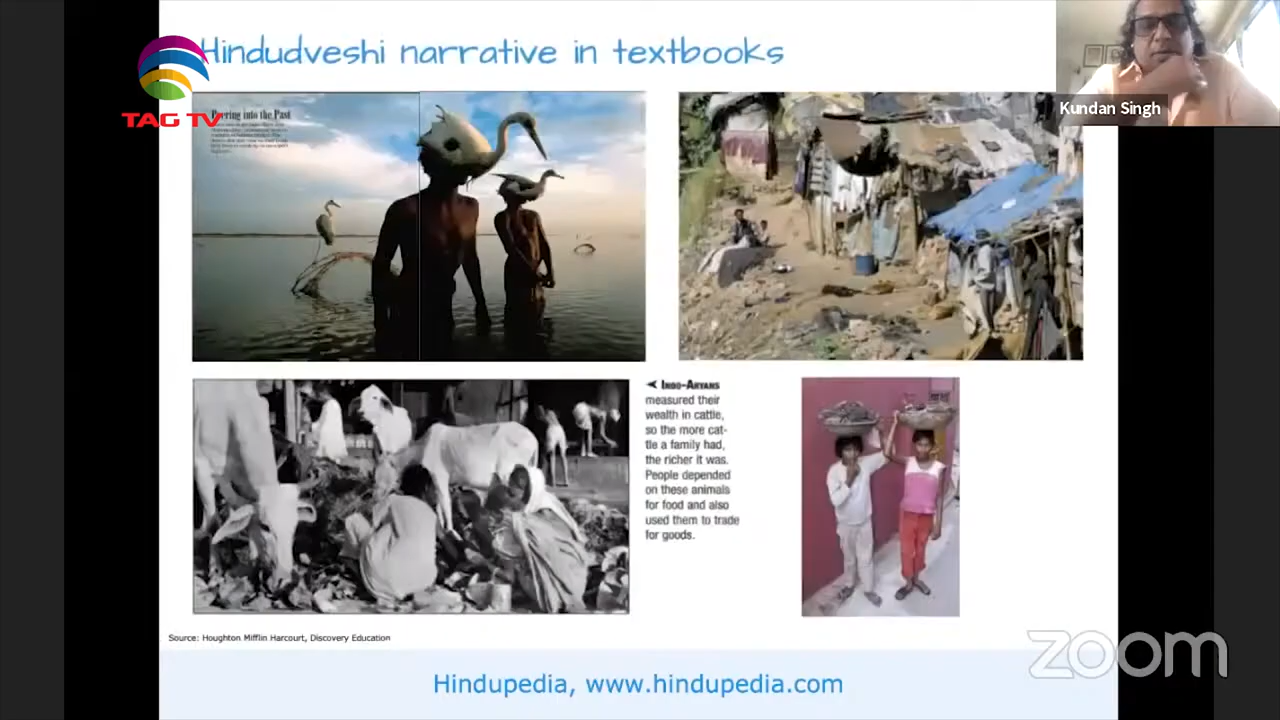 Hindudveshi narrative in textbooks
TAG TV
Peering into the Past
Kundan Singh
◄ INDO-ARYANS
measured their
wealth in cattle,
so the more cat-
tle a family had,
the richer it was.
People depended
on these animals
for food and also
used them to trade
for goods.
Source: Houghton Mifflin Harcourt, Discovery Education
zoom
Hindupedia, www.hindupedia.com